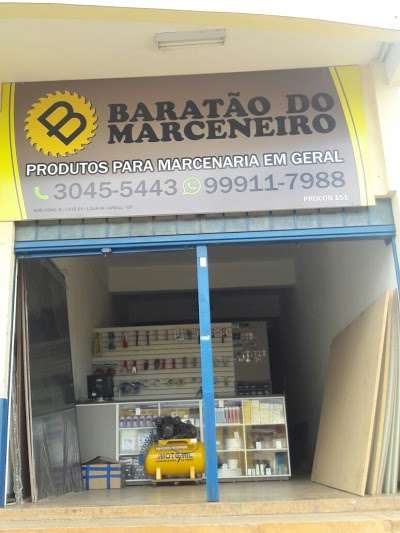 B
BARATÃO DO
MARCENEIRO
PRODUTOS PARA MARCENARIA EM GERAL
3045-5443 99911-7988
PROCON 151